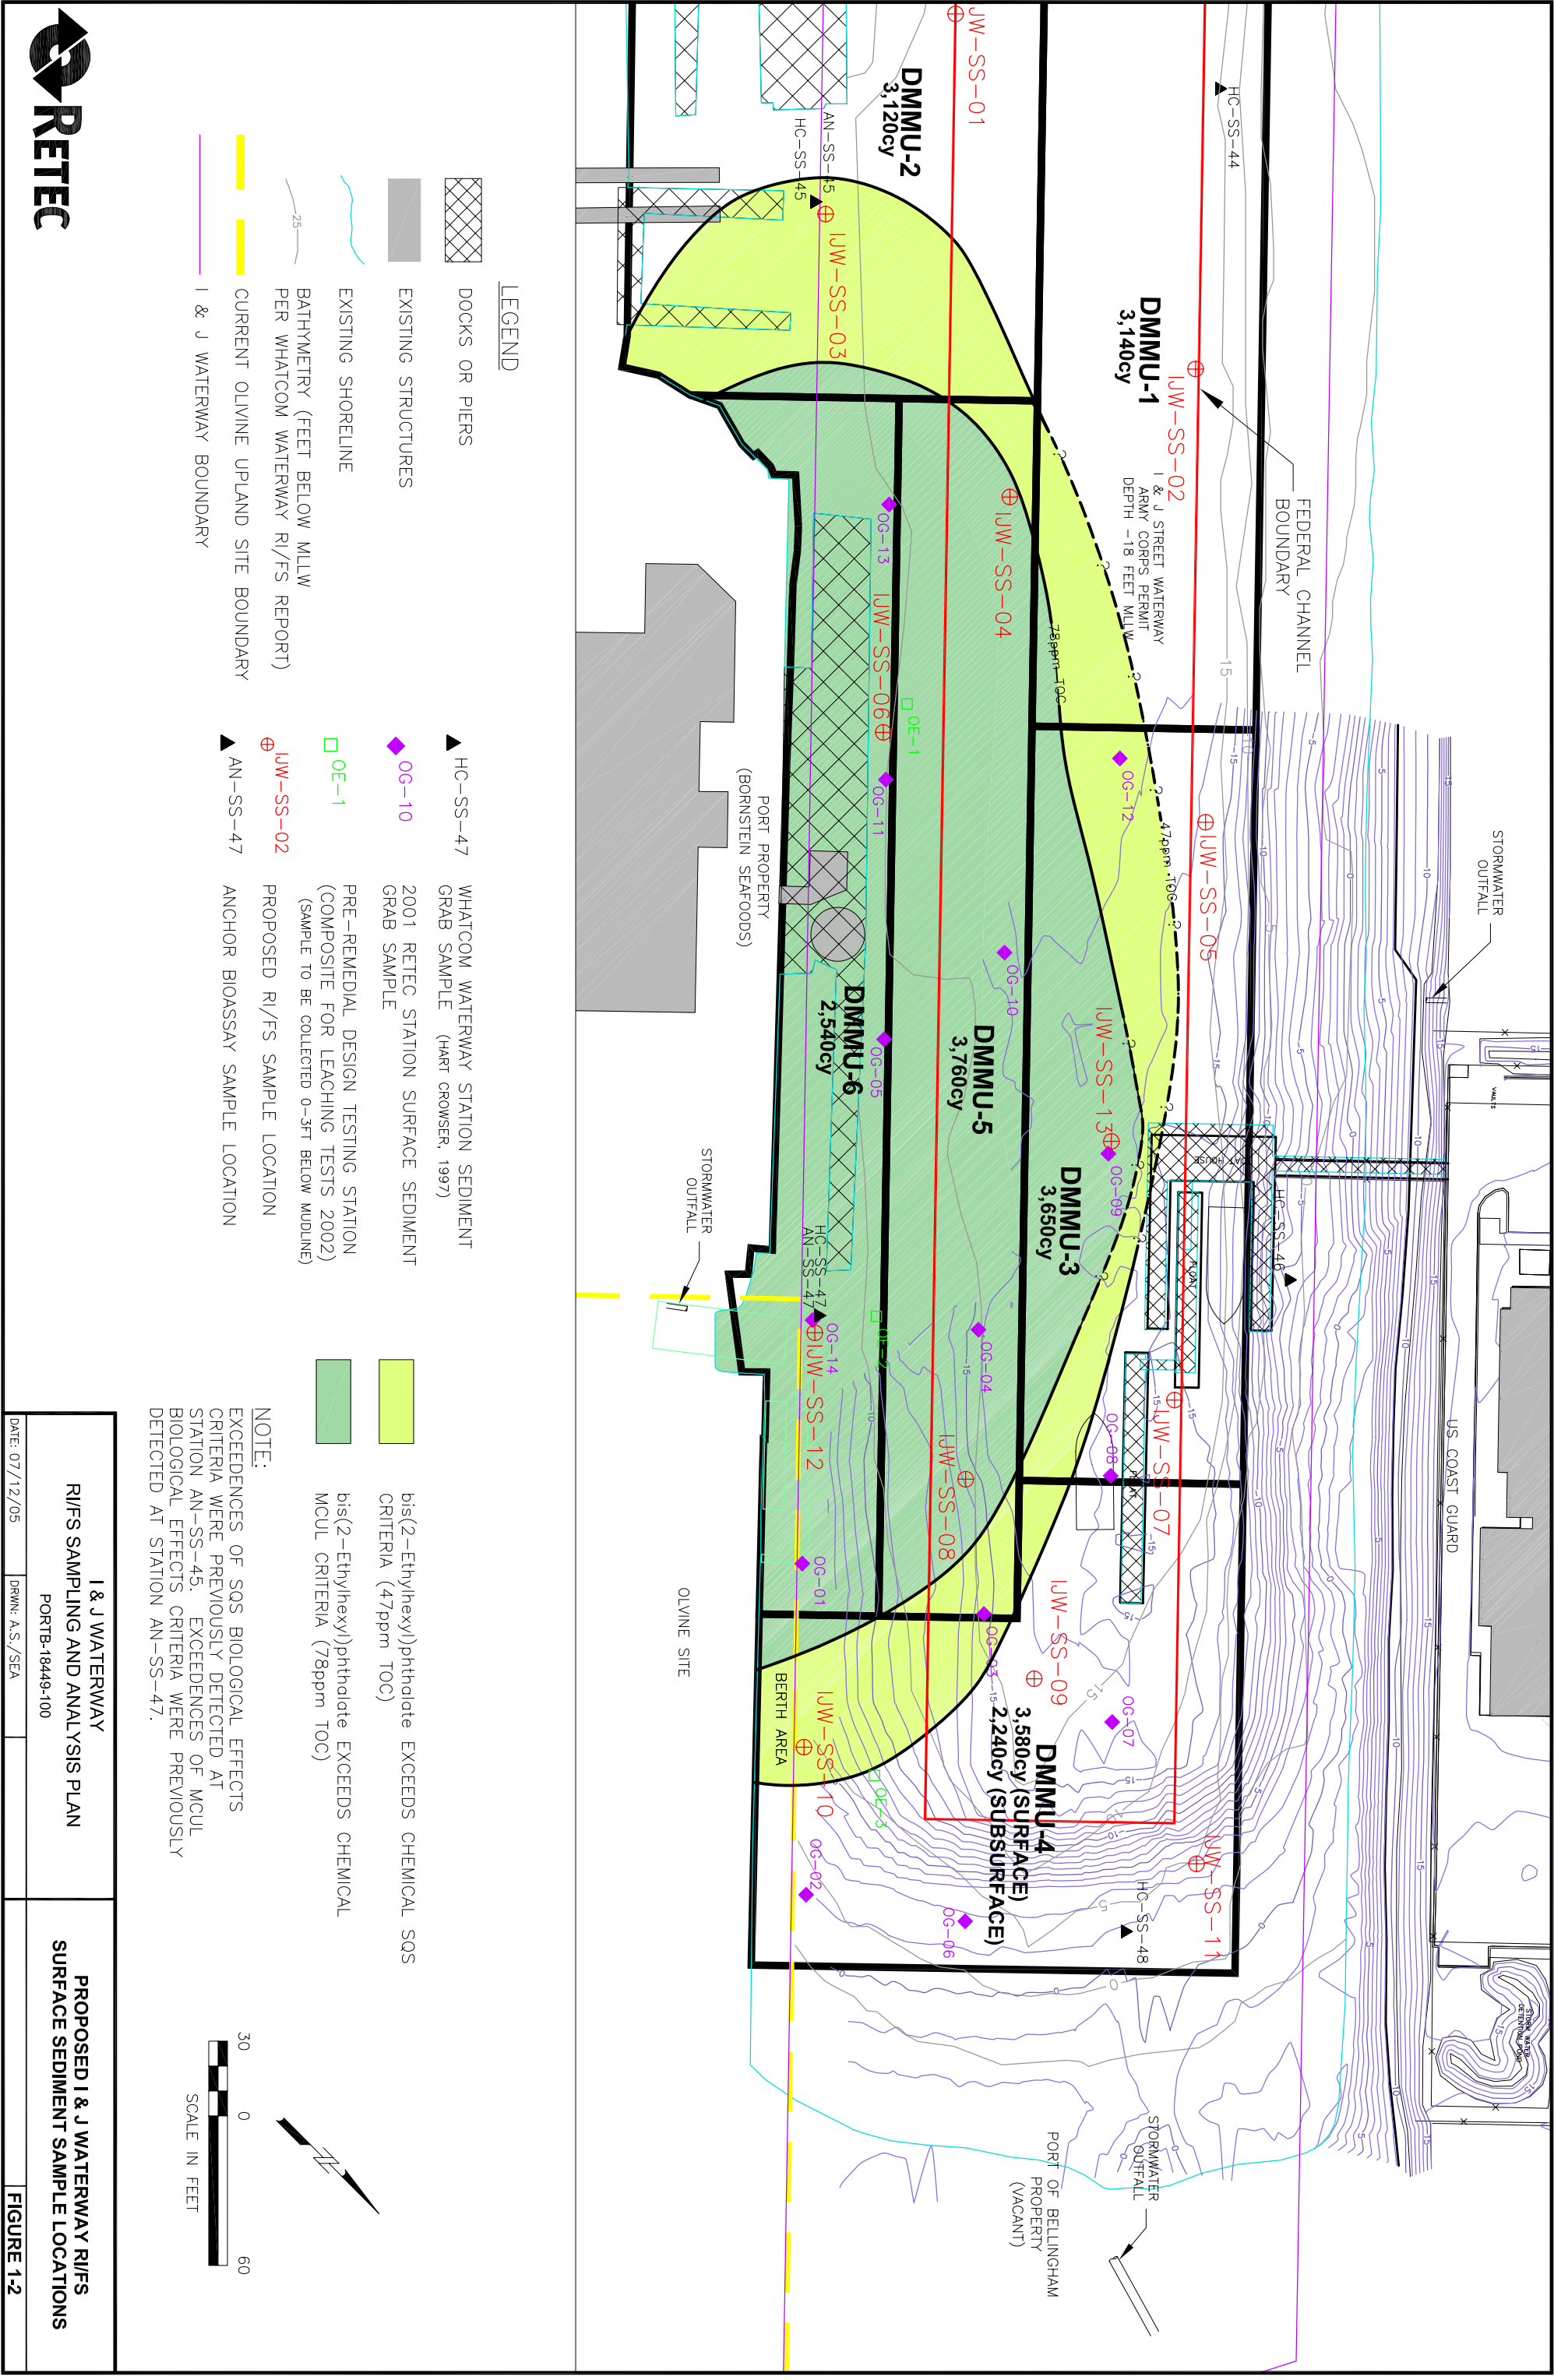 HC-SS-44
IJW-SS-01
DMMU-2
3,120cy
AN-SS-45
HC-SS-45
IJW-SS-03
DMMU-1
3,140cy
IJW-SS-02
FEDERAL CHANNEL
BOUNDARY
I & J STREET WATERWAY
ARMY CORPS PERMIT
DEPTH -18 FEET MLLW
IJW-SS-04
OG-13
78ppm TOC
47ppm TOC
IJW-SS-06
OE-1
OG-11
OG-12
IJW-SS-05
STORMWATER
OUTFALL
PORT PROPERTY
(BORNSTEIN SEAFOODS)
OG-10
IJW-SS-13
OG-09
DMMU-6
2,540cy
OG-05
DMMU-5
3,760cy
DMMU-3
3,650cy
VAULTS
FLOAT
HC-SS-46
US COAST GUARD
STORMWATER
OUTFALL
HC-SS-47
AN-SS-47
OG-14
IJW-SS-12
OE-2
OG-04
OG-08
IJW-SS-07
IJW-SS-08
OG-01
OLVINE SITE
OG-03
IJW-SS-09
OG-07
BERTH AREA
IJW-SS-10
OE-3
DMMU-4
3,580cy (SURFACE)
2,240cy (SUBSURFACE)
OG-02
OG-06
IJW-SS-11
HC-SS-48
STORM WATER
DETENTION POND
STORMWATER
OUTFALL
PORT OF BELLINGHAM
PROPERTY
(VACANT)
LEGEND
DOCKS OR PIERS
EXISTING STRUCTURES
EXISTING SHORELINE
25
BATHYMETRY (FEET BELOW MLLW
PER WHATCOM WATERWAY RI/FS REPORT)
CURRENT OLIVINE UPLAND SITE BOUNDARY
I & J WATERWAY BOUNDARY
HC-SS-47 WHATCOM WATERWAY STATION SEDIMENT
GRAB SAMPLE (HART CROWSER, 1997)
OG-10 2001 RETEC STATION SURFACE SEDIMENT
GRAB SAMPLE
OE-1 PRE-REMEDIAL DESIGN TESTING STATION
(COMPOSITE FOR LEACHING TESTS 2002)
(SAMPLE TO BE COLLECTED 0-3FT BELOW MUDLINE)
IJW-SS-02 PROPOSED RI/FS SAMPLE LOCATION
AN-SS-47 ANCHOR BIOASSAY SAMPLE LOCATION
bis(2-Ethylhexyl)phthalate EXCEEDS CHEMICAL SQS
CRITERIA (47ppm TOC)
bis(2-Ethylhexyl)phthalate EXCEEDS CHEMICAL
MCUL CRITERIA (78ppm TOC)
NOTE:
EXCEEDENCES OF SQS BIOLOGICAL EFFECTS
CRITERIA WERE PREVIOUSLY DETECTED AT
STATION AN-SS-45. EXCEEDENCES OF MCUL
BIOLOGICAL EFFECTS CRITERIA WERE PREVIOUSLY
DETECTED AT STATION AN-SS-47.
30 0 60
SCALE IN FEET
RETEC
I & J WATERWAY
RI/FS SAMPLING AND ANALYSIS PLAN
PORTB-18449-100
DATE: 07/12/05
DRWN: A.S./SEA
PROPOSED I & J WATERWAY RI/FS
SURFACE SEDIMENT SAMPLE LOCATIONS
FIGURE 1-2